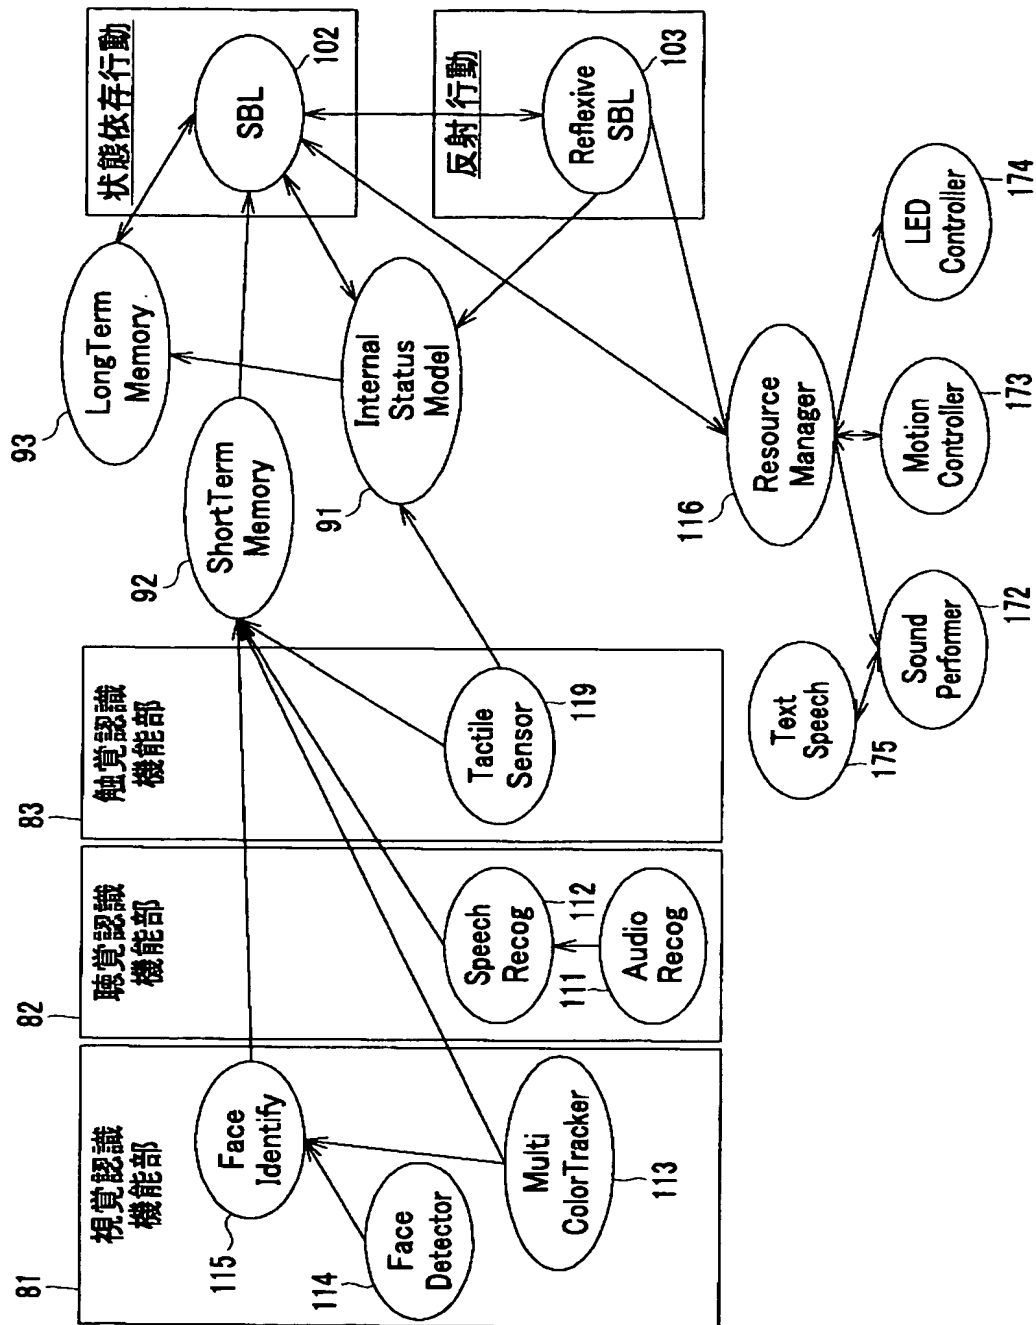 81
視覚認識
機能部
115
Face
Identify
114
Face
Detector
Multi
ColorTracker
113
82
聴覚認識
機能部
Speech
Recog
112
111
Audio
Recog
83
触覚認識
機能部
Tactile
Sensor
119
92
ShortTerm
Memory
93
LongTerm
Memory
91
Internal
Status
Model
状態依存行動
SBL
102
反射行動
Reflexive
SBL
103
116
Resource
Manager
Text
Speech
175
Sound
Performer
172
Motion
Controller
173
LED
Controller
174